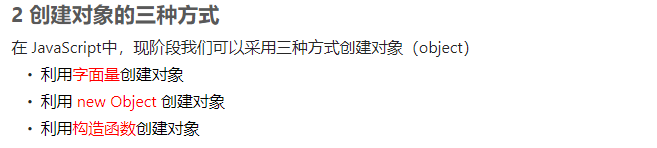 2 创建对象的三种方式
在 JavaScript中，现阶段我们可以采用三种方式创建对象（object）
• 利用字面量创建对象
• 利用 new Object 创建对象
• 利用构造函数创建对象